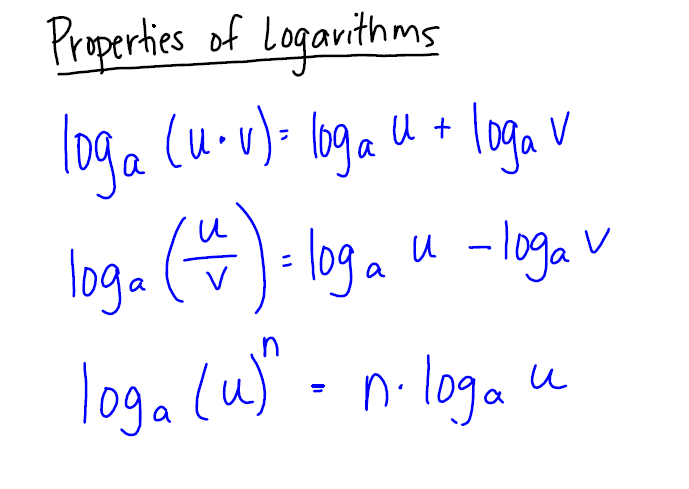 Properties of Logarithms
logₐ (u·v) = logₐ u + logₐ v
logₐ (u/v) = logₐ u - logₐ v
logₐ (u)ⁿ = n·logₐ u